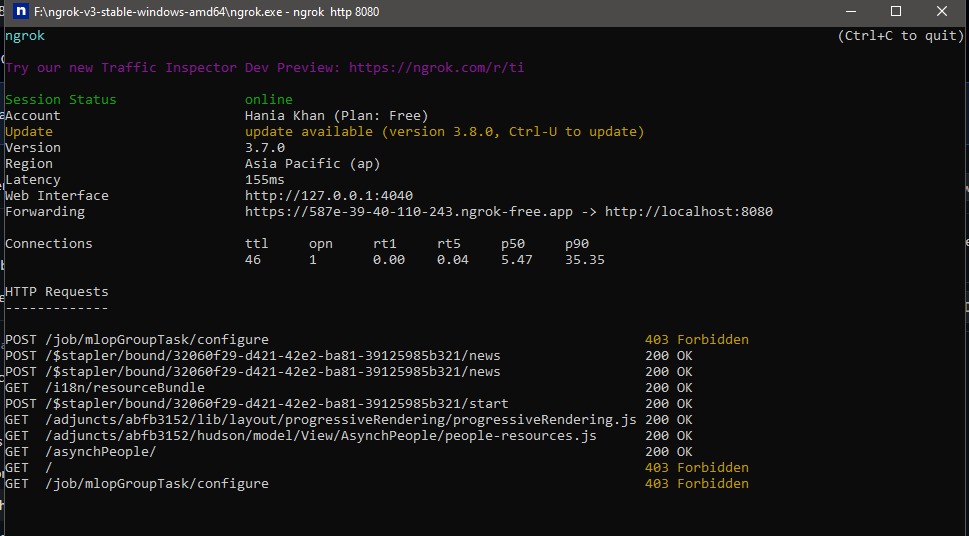 n F:\ngrok-v3-stable-windows-amd64\ngrok.exe - ngrok http 8080
ngrok (Ctrl+C to quit)
Try our new Traffic Inspector Dev Preview: https://ngrok.com/r/ti
Session Status online
Account Hania Khan (Plan: Free)
Update update available (version 3.8.0, Ctrl-U to update)
Version 3.7.0
Region Asia Pacific (ap)
Latency 155ms
Web Interface http://127.0.0.1:4040
Forwarding https://587e-39-40-110-243.ngrok-free.app -> http://localhost:8080
Connections ttl opn rt1 rt5 p50 p90
46 1 0.00 0.04 5.47 35.35
HTTP Requests
-------------
POST /job/mlopGroupTask/configure 403 Forbidden
POST /$stapler/bound/32060f29-d421-42e2-ba81-39125985b321/news 200 OK
POST /$stapler/bound/32060f29-d421-42e2-ba81-39125985b321/news 200 OK
GET /i18n/resourceBundle 200 OK
POST /$stapler/bound/32060f29-d421-42e2-ba81-39125985b321/start 200 OK
GET /adjuncts/abfb3152/lib/layout/progressiveRendering/progressiveRendering.js 200 OK
GET /adjuncts/abfb3152/hudson/model/View/AsynchPeople/people-resources.js 200 OK
GET /asynchPeople/ 200 OK
GET / 403 Forbidden
GET /job/mlopGroupTask/configure 403 Forbidden